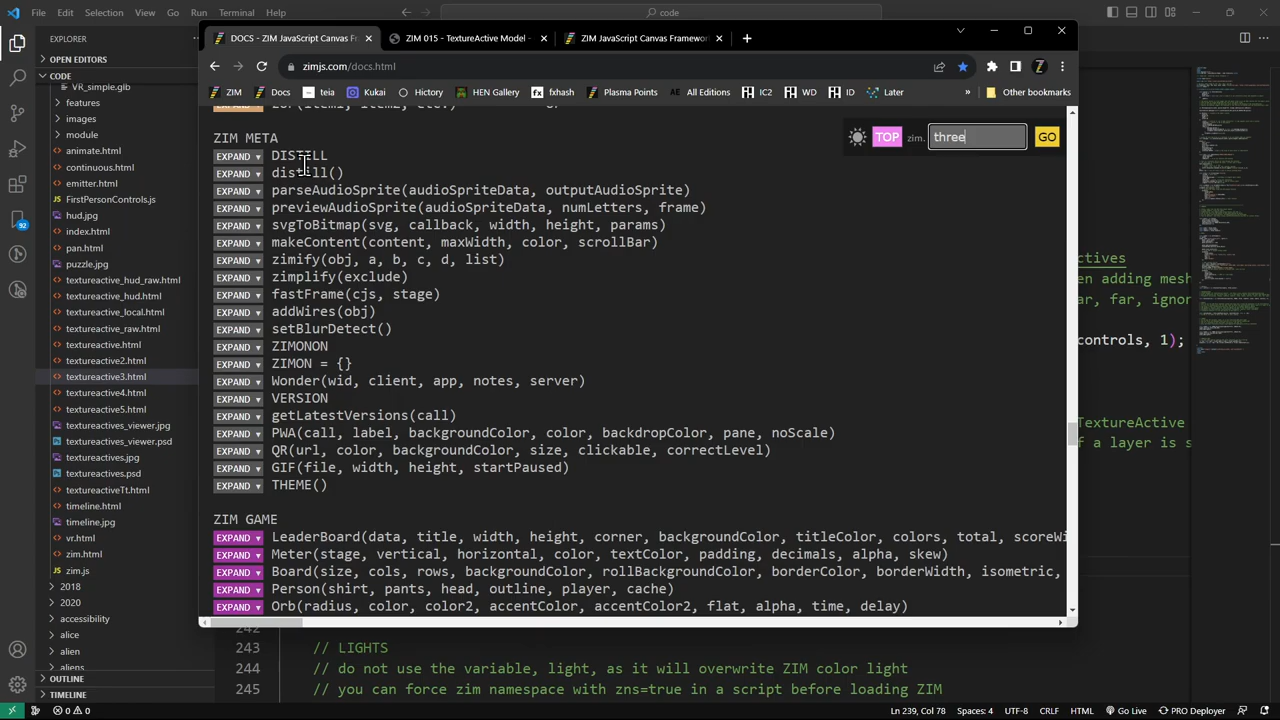 File Edit Selection View Go Run
code
EXPLORER
CODE
OPEN EDITORS
VR_simple.glb
features
images
module
animate.html
continuous.html
emitter.html
FirstPersonControls.js
hud.jpg
index.html
pan.html
puzzle.jpg
textureactive_hud_raw.html
textureactive_hud.html
textureactive_local.html
textureactive_raw.html
textureactive.html
textureactive2.html
textureactive3.html
textureactive4.html
textureactive5.html
textureactives_viewer.jpg
textureactives_viewer.psd
textureactives.jpg
textureactives.psd
textureactiveTt.html
timeline.html
timeline.jpg
vr.html
zim.html
zim.js
2018
2020
accessibility
alice
alien
aliens
OUTLINE
TIMELINE
92
DOCS - ZIM JavaScript Canvas F
ZIM 015 - TextureActive Model -
ZIM JavaScript Canvas Framewor
zimjs.com/docs.html
ZIM
Docs
teia
Kukai
History
HEN Curation
fxhash
Plasma Points
All Editions
IC2
WD
ID
Later
Other bookmarks
TOP zim. three GO
ZIM META
EXPAND DISTILL
EXPAND distill()
EXPAND parseAudioSprite(audioSpriteData, outputAudioSprite)
EXPAND previewAudioSprite(audioSpriteData, numLetters, frame)
EXPAND svgToBitmap(svg, callback, width, height, params)
EXPAND makeContent(content, maxWidth, color, scrollBar)
EXPAND zimify(obj, a, b, c, d, list)
EXPAND zimplify(exclude)
EXPAND fastFrame(cjs, stage)
EXPAND addWires(obj)
EXPAND setBlurDetect()
EXPAND ZIMONON
EXPAND ZIMON = {}
EXPAND Wonder(wid, client, app, notes, server)
EXPAND VERSION
EXPAND getLatestVersions(call)
EXPAND PWA(call, label, backgroundColor, color, backdropColor, pane, noScale)
EXPAND QR(url, color, backgroundColor, size, clickable, correctLevel)
EXPAND GIF(file, width, height, startPaused)
EXPAND THEME()
ZIM GAME
EXPAND LeaderBoard(data, title, width, height, corner, backgroundColor, titleColor, colors, total, scoreWi
EXPAND Meter(stage, vertical, horizontal, color, textColor, padding, decimals, alpha, skew)
EXPAND Board(size, cols, rows, backgroundColor, rollBackgroundColor, borderColor, borderWidth, isometric,
EXPAND Person(shirt, pants, head, outline, player, cache)
EXPAND Orb(radius, color, color2, accentColor, accentColor2, flat, alpha, time, delay)
ctives
en adding mesh
ar, far, ignor
controls, 1);
TextureActive
f a layer is s
242
243 // LIGHTS
244 // do not use the variable, light, as it will overwrite ZIM color light
245 // you can force zim namespace with zns=true in a script before loading ZIM
0 0
Ln 239, Col 78 Spaces: 4 UTF-8 CRLF HTML Go Live PRO Deployer